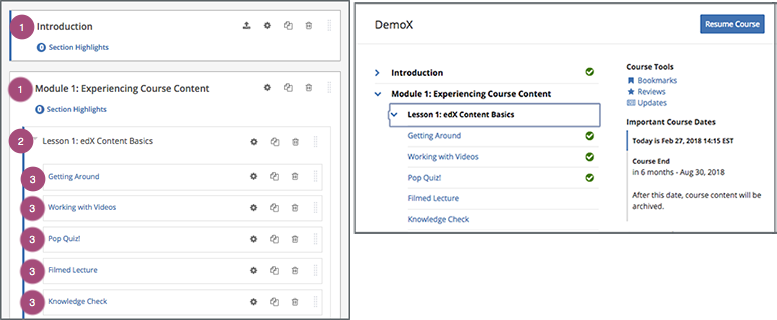 1 Introduction
0 Section Highlights
1 Module 1: Experiencing Course Content
0 Section Highlights
2 Lesson 1: edX Content Basics
3 Getting Around
3 Working with Videos
3 Pop Quiz!
3 Filmed Lecture
3 Knowledge Check
DemoX
Resume Course
Introduction
Module 1: Experiencing Course Content
Lesson 1: edX Content Basics
Getting Around
Working with Videos
Pop Quiz!
Filmed Lecture
Knowledge Check
Course Tools
Bookmarks
Reviews
Updates
Important Course Dates
Today is Feb 27, 2018 14:15 EST
Course End
in 6 months - Aug 30, 2018
After this date, course content will be
archived.